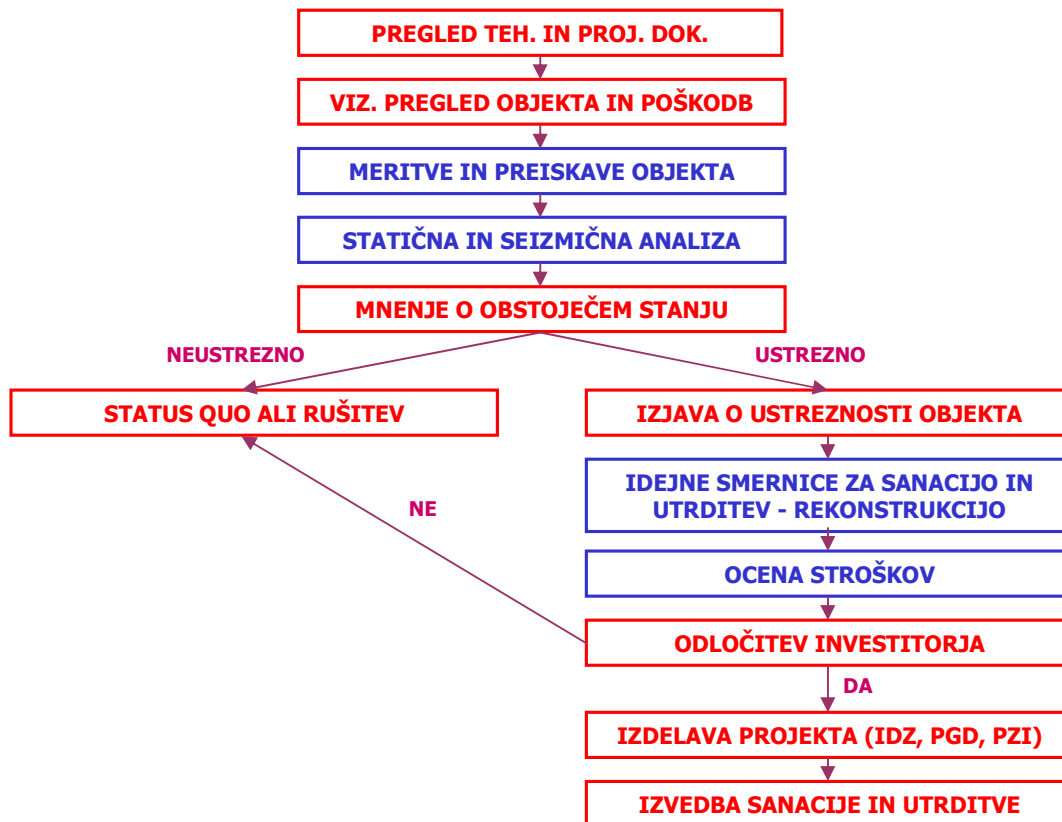 PREGLED TEH. IN PROJ. DOK.
VIZ. PREGLED OBJEKTA IN POŠKODB
MERITVE IN PREISKAVE OBJEKTA
STATIČNA IN SEIZMIČNA ANALIZA
MNENJE O OBSTOJEČEM STANJU
NEUSTREZNO
USTREZNO
STATUS QUO ALI RUŠITEV
IZJAVA O USTREZNOSTI OBJEKTA
IDEJNE SMERNICE ZA SANACIJO IN
UTRDITEV - REKONSTRUKCIJO
NE
OCENA STROŠKOV
ODLOČITEV INVESTITORJA
DA
IZDELAVA PROJEKTA (IDZ, PGD, PZI)
IZVEDBA SANACIJE IN UTRDITVE